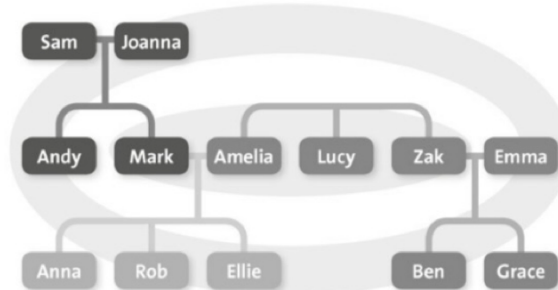 Sam Joanna
Andy Mark Amelia Lucy Zak Emma
Anna Rob Ellie Ben Grace